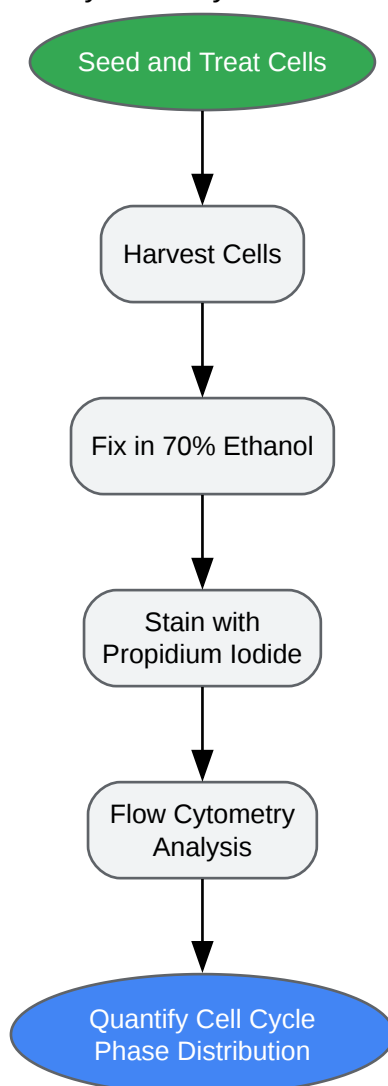 Seed and Treat Cells
Harvest Cells
Fix in 70% Ethanol
Stain with
Propidium Iodide
Flow Cytometry
Analysis
Quantify Cell Cycle
Phase Distribution